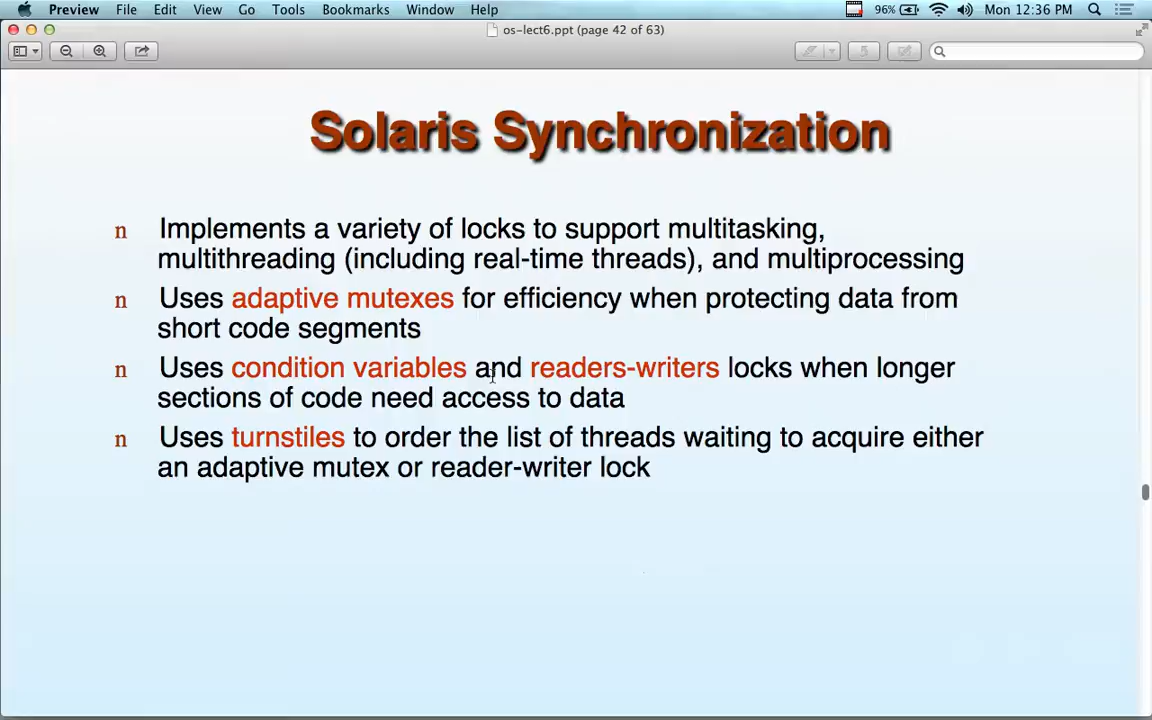 Preview File Edit View Go Tools Bookmarks Window Help 96% Mon 12:36 PM
os-lect6.ppt (page 42 of 63)
Solaris Synchronization
n Implements a variety of locks to support multitasking,
multithreading (including real-time threads), and multiprocessing
n Uses adaptive mutexes for efficiency when protecting data from
short code segments
n Uses condition variables and readers-writers locks when longer
sections of code need access to data
n Uses turnstiles to order the list of threads waiting to acquire either
an adaptive mutex or reader-writer lock